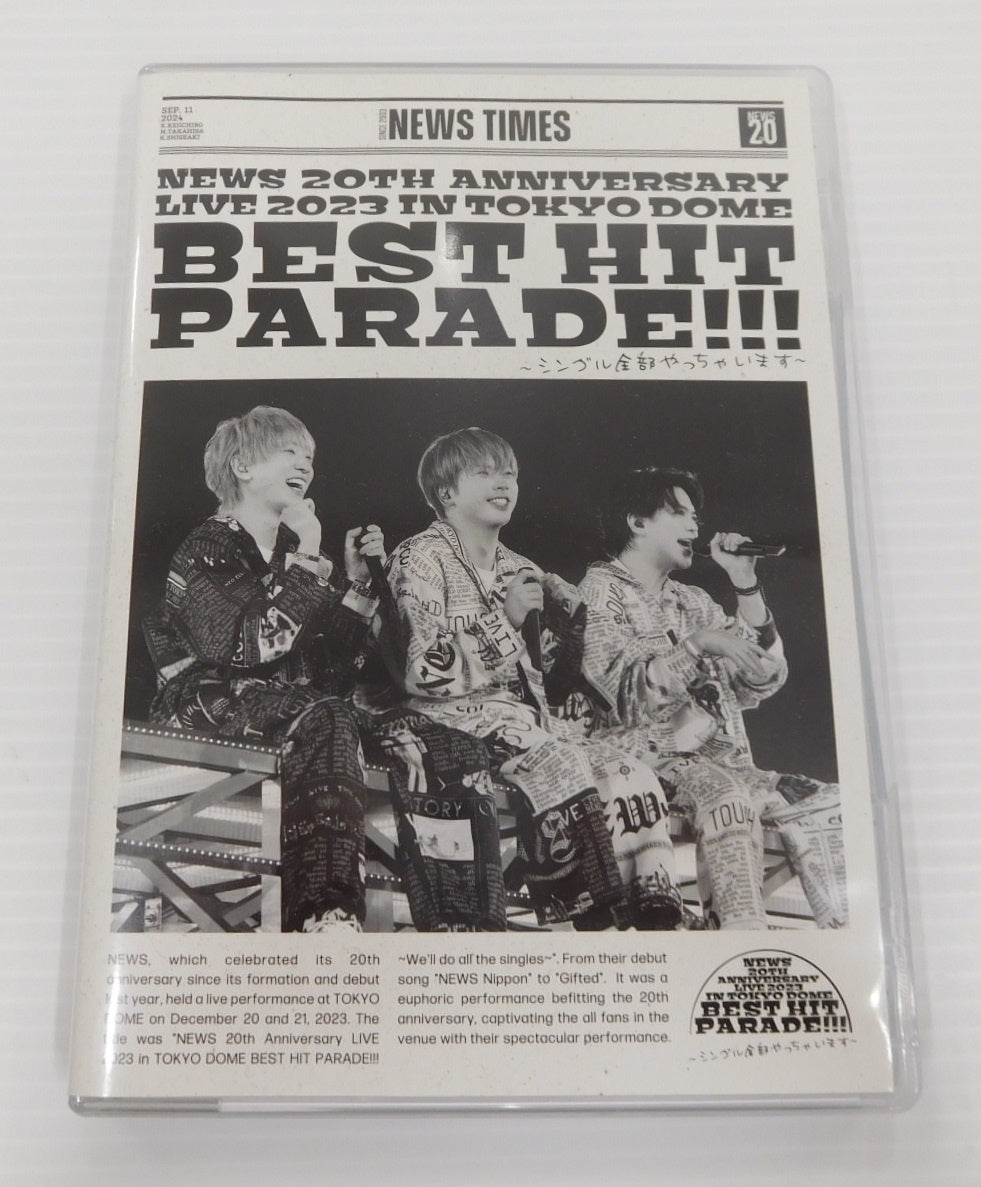 SEP. 11
2024
K.KEIICHIRO
M.TAKAHISA
K.SHIGEAKI
SINCE 2003
NEWS TIMES
NEWS
20
NEWS 20TH ANNIVERSARY
LIVE 2023 IN TOKYO DOME
BEST HIT
PARADE!!!
~シングル全部やっちゃいます~
TORY
LIVE
TOUR
NEWS, which celebrated its 20th
anniversary since its formation and debut
last year, held a live performance at TOKYO
DOME on December 20 and 21, 2023. The
title was "NEWS 20th Anniversary LIVE
2023 in TOKYO DOME BEST HIT PARADE!!!
~We'll do all the singles~". From their debut
song "NEWS Nippon" to "Gifted". It was a
euphoric performance befitting the 20th
anniversary, captivating the all fans in the
venue with their spectacular performance.
NEWS
20TH
ANNIVERSARY
LIVE 2023
IN TOKYO DOME
BEST HIT
PARADE!!!
~シングル全部やっちゃいます~